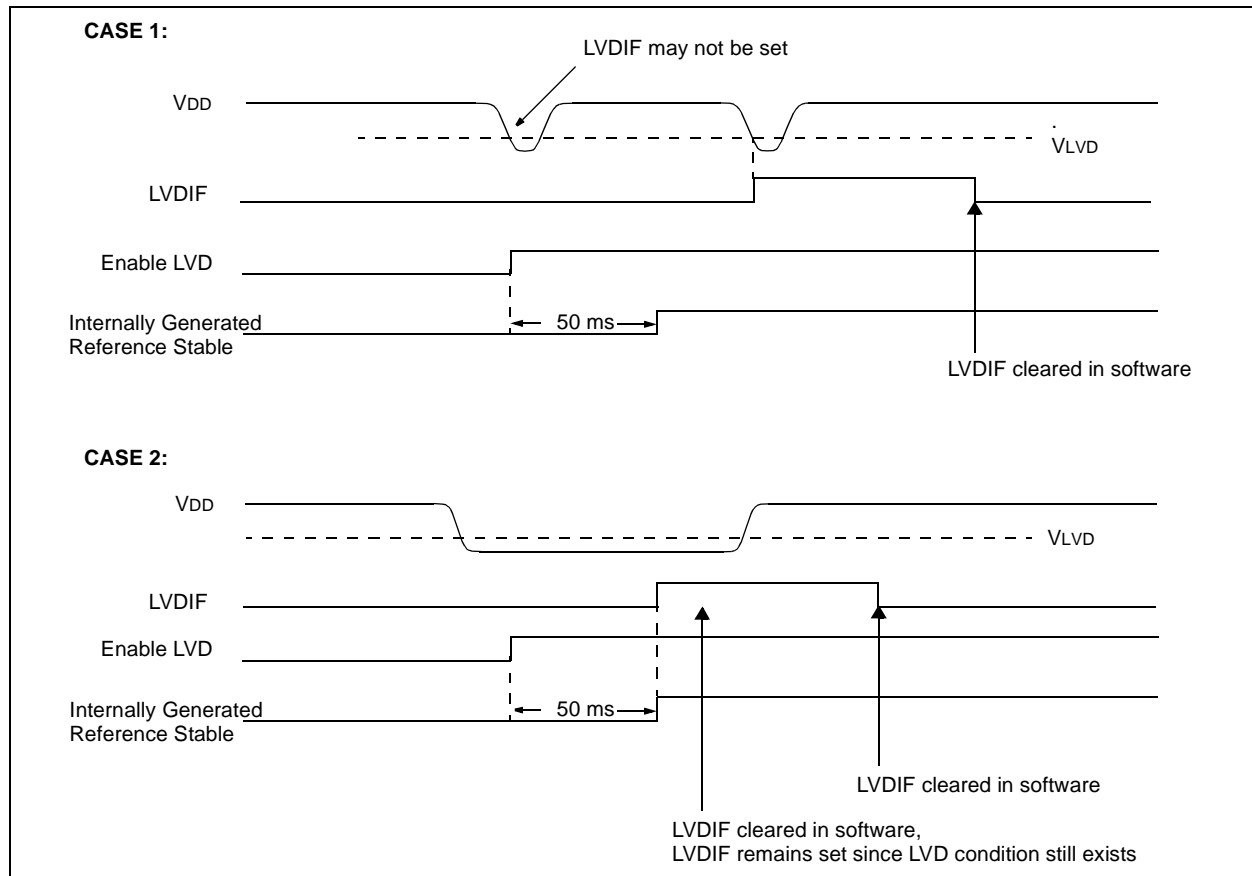 CASE 1:
LVDIF may not be set
VDD
.
VLVD
LVDIF
Enable LVD
50 ms
Internally Generated
Reference Stable
LVDIF cleared in software
CASE 2:
VDD
VLVD
LVDIF
Enable LVD
50 ms
Internally Generated
Reference Stable
LVDIF cleared in software
LVDIF cleared in software,
LVDIF remains set since LVD condition still exists